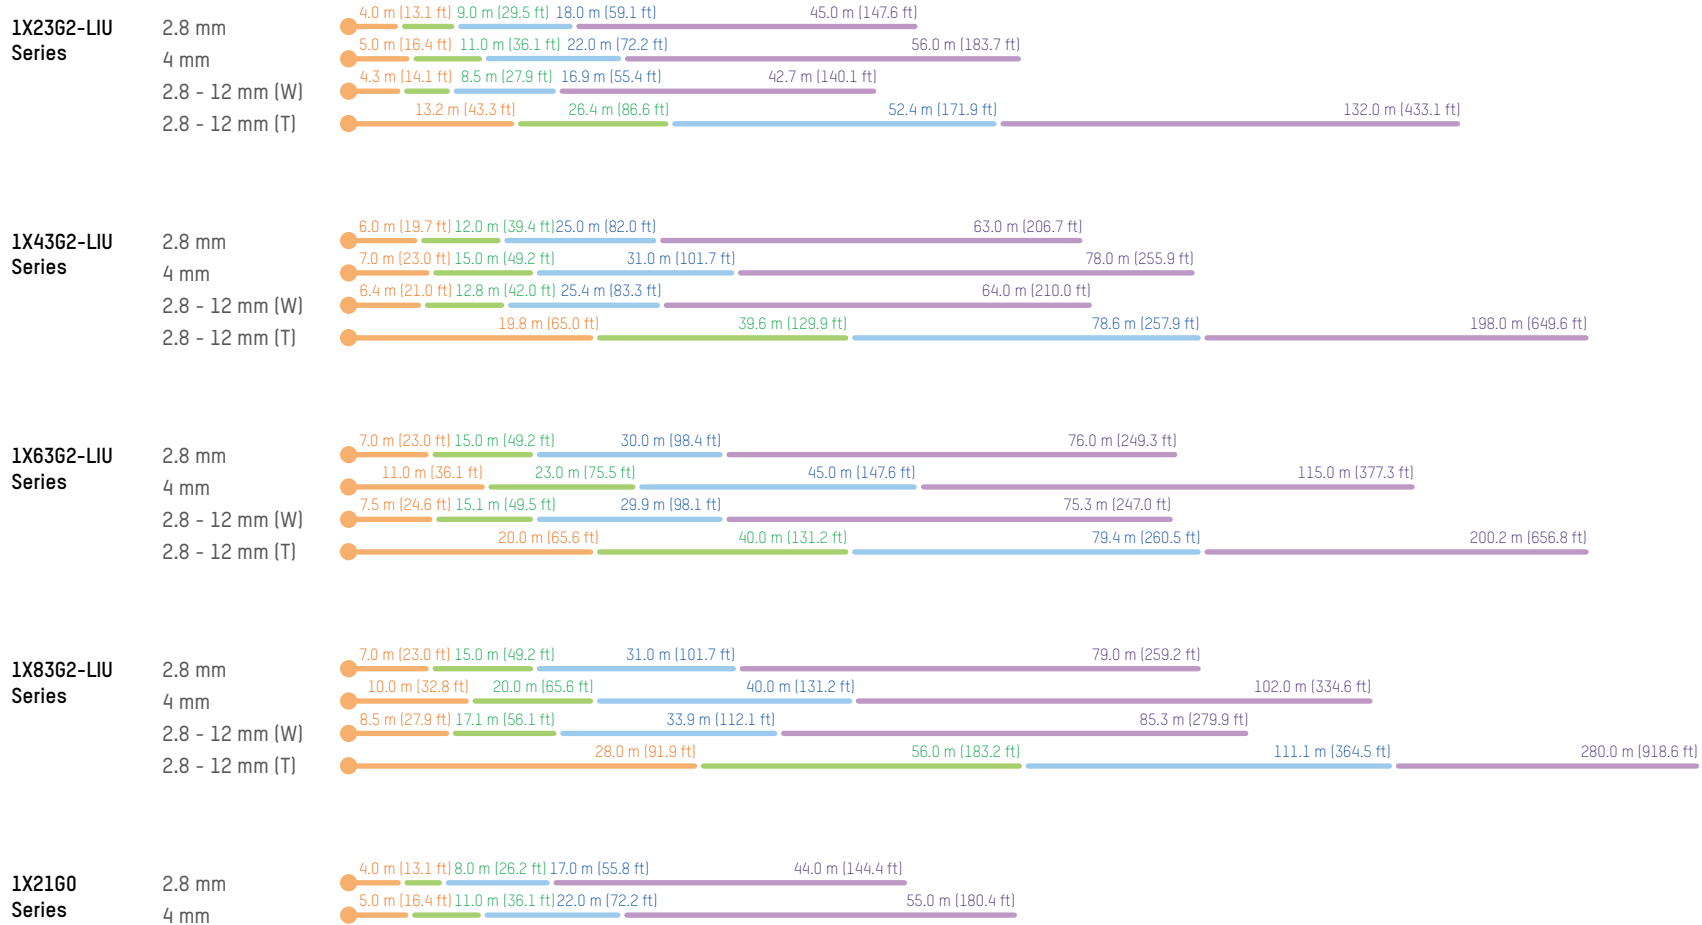 4.0 m (13.1 ft) 9.0 m (29.5 ft) 18.0 m (59.1 ft) 45.0 m (147.6 ft)
1X23G2-LIU 2.8 mm
5.0 m (16.4 ft) 11.0 m (36.1 ft) 22.0 m (72.2 ft) 56.0 m (183.7 ft)
Series 4 mm
4.3 m (14.1 ft) 8.5 m (27.9 ft) 16.9 m (55.4 ft) 42.7 m (140.1 ft)
2.8 - 12 mm (W)
13.2 m (43.3 ft) 26.4 m (86.6 ft) 52.4 m (171.9 ft) 132.0 m (433.1 ft)
2.8 - 12 mm (T)
6.0 m (19.7 ft) 12.0 m (39.4 ft) 25.0 m (82.0 ft) 63.0 m (206.7 ft)
1X43G2-LIU 2.8 mm
7.0 m (23.0 ft) 15.0 m (49.2 ft) 31.0 m (101.7 ft) 78.0 m (255.9 ft)
Series 4 mm
6.4 m (21.0 ft) 12.8 m (42.0 ft) 25.4 m (83.3 ft) 64.0 m (210.0 ft)
2.8 - 12 mm (W)
19.8 m (65.0 ft) 39.6 m (129.9 ft) 78.6 m (257.9 ft) 198.0 m (649.6 ft)
2.8 - 12 mm (T)
7.0 m (23.0 ft) 15.0 m (49.2 ft) 30.0 m (98.4 ft) 76.0 m (249.3 ft)
1X63G2-LIU 2.8 mm
11.0 m (36.1 ft) 23.0 m (75.5 ft) 45.0 m (147.6 ft) 115.0 m (377.3 ft)
Series 4 mm
7.5 m (24.6 ft) 15.1 m (49.5 ft) 29.9 m (98.1 ft) 75.3 m (247.0 ft)
2.8 - 12 mm (W)
20.0 m (65.6 ft) 40.0 m (131.2 ft) 79.4 m (260.5 ft) 200.2 m (656.8 ft)
2.8 - 12 mm (T)
7.0 m (23.0 ft) 15.0 m (49.2 ft) 31.0 m (101.7 ft) 79.0 m (259.2 ft)
1X83G2-LIU 2.8 mm
10.0 m (32.8 ft) 20.0 m (65.6 ft) 40.0 m (131.2 ft) 102.0 m (334.6 ft)
Series 4 mm
8.5 m (27.9 ft) 17.1 m (56.1 ft) 33.9 m (112.1 ft) 85.3 m (279.9 ft)
2.8 - 12 mm (W)
28.0 m (91.9 ft) 56.0 m (183.2 ft) 111.1 m (364.5 ft) 280.0 m (918.6 ft)
2.8 - 12 mm (T)
4.0 m (13.1 ft) 8.0 m (26.2 ft) 17.0 m (55.8 ft) 44.0 m (144.4 ft)
1X21G0 2.8 mm
5.0 m (16.4 ft) 11.0 m (36.1 ft) 22.0 m (72.2 ft) 55.0 m (180.4 ft)
Series 4 mm